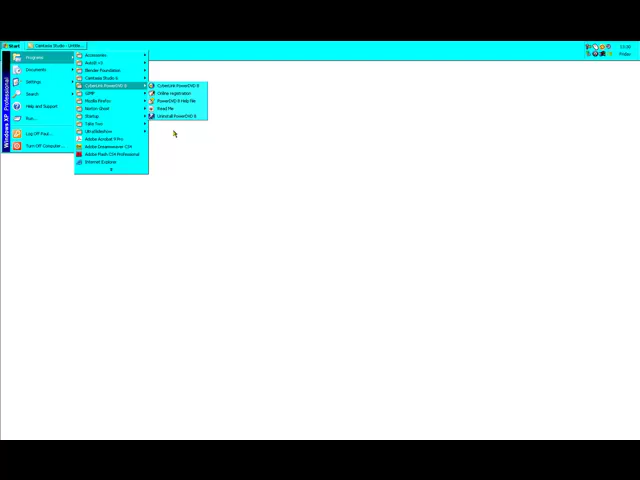 Start
Camtasia Studio - Untitle...
Friday
Windows XP Professional
Programs
Documents
Settings
Search
Help and Support
Run...
Log Off Paul...
Turn Off Computer...
Accessories
Blender Foundation
Camtasia Studio 6
CyberLink PowerDVD 8
GIMP
Mozilla Firefox
Norton Ghost
Startup
Take Two
UltraSlideshow
Adobe Acrobat 9 Pro
Adobe Dreamweaver CS4
Adobe Flash CS4 Professional
Internet Explorer
CyberLink PowerDVD 8
Online registration
PowerDVD 8 Help file
Read Me
Uninstall PowerDVD 8